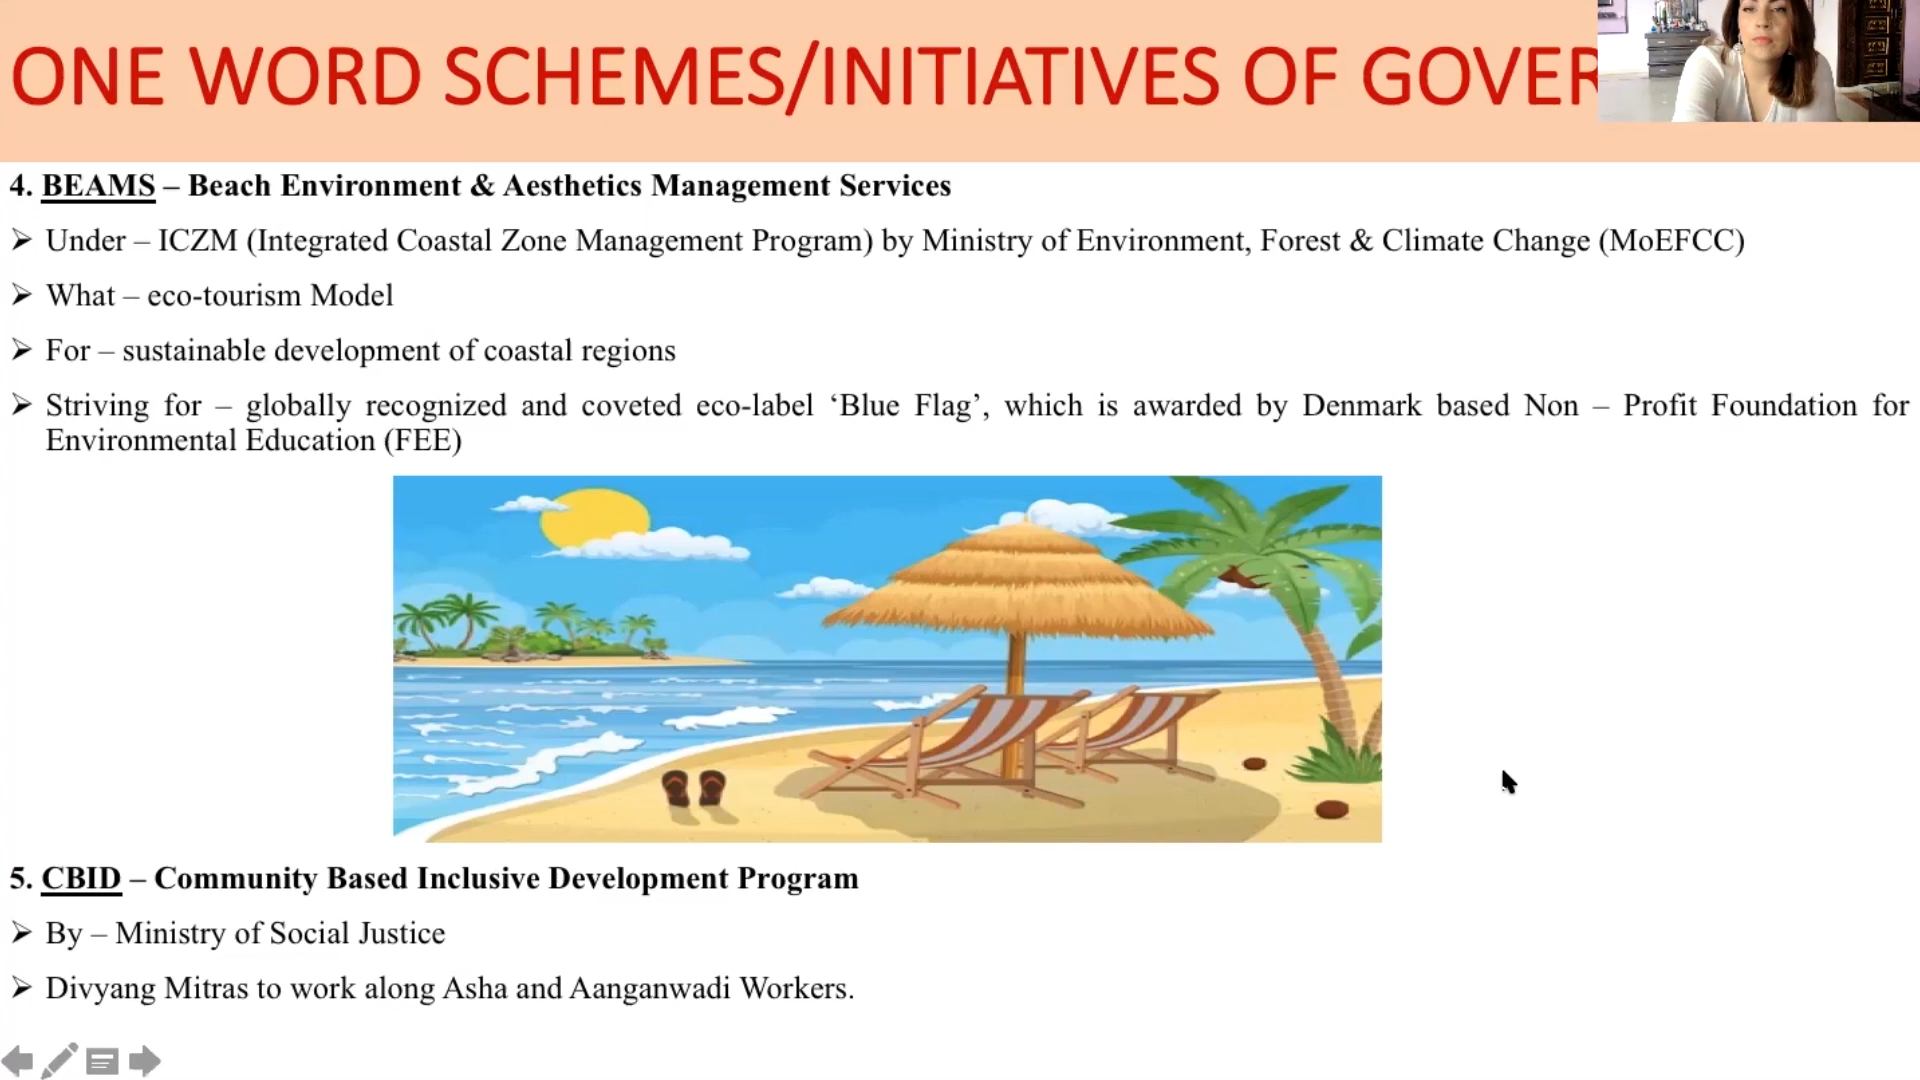 ONE WORD SCHEMES/INITIATIVES OF GOVER
4. BEAMS – Beach Environment & Aesthetics Management Services
➢ Under – ICZM (Integrated Coastal Zone Management Program) by Ministry of Environment, Forest & Climate Change (MoEFCC)
➢ What – eco-tourism Model
➢ For – sustainable development of coastal regions
➢ Striving for – globally recognized and coveted eco-label ‘Blue Flag’, which is awarded by Denmark based Non – Profit Foundation for
Environmental Education (FEE)
5. CBID – Community Based Inclusive Development Program
➢ By – Ministry of Social Justice
➢ Divyang Mitras to work along Asha and Aanganwadi Workers.